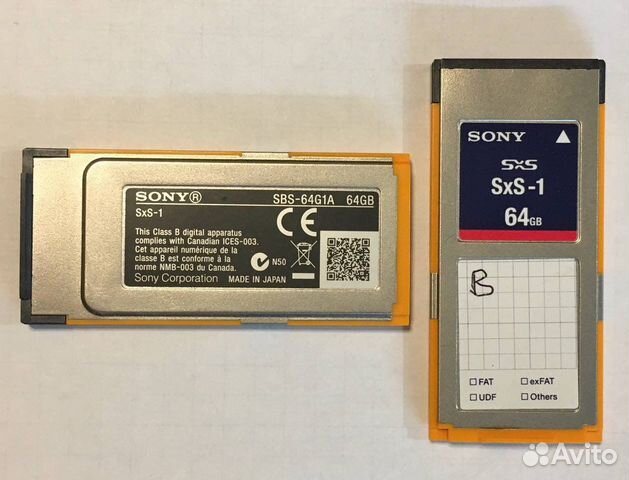 SONY® SBS-64G1A 64GB
SxS-1
This Class B digital apparatus
complies with Canadian ICES-003.
Cet appareil numérique de la
classe B est conforme à la
norme NMB-003 du Canada.
Sony Corporation MADE IN JAPAN
CE
N50
SONY
SxS
SxS-1
64GB
B
☐ FAT ☐ exFAT
☐ UDF ☐ Others
Avito